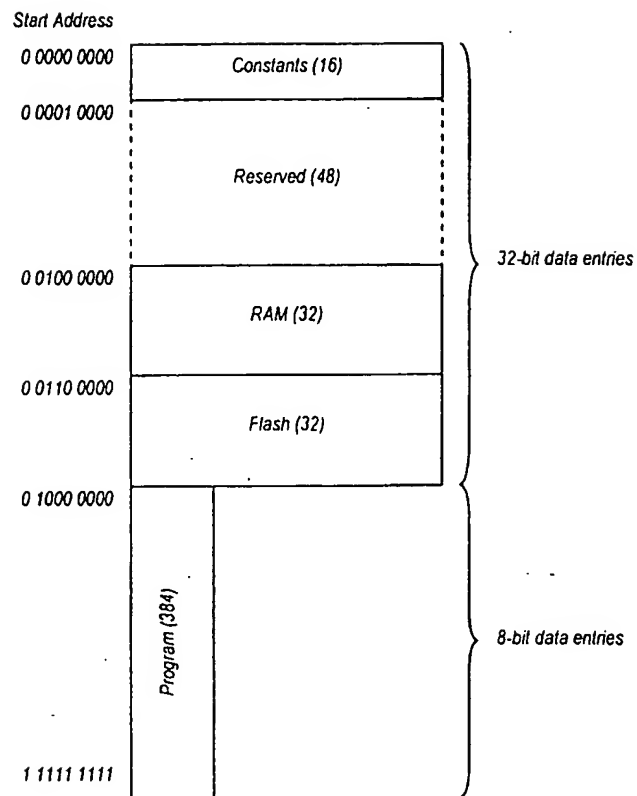 Start Address
0 0000 0000
Constants (16)
0 0001 0000
Reserved (48)
32-bit data entries
0 0100 0000
RAM (32)
0 0110 0000
Flash (32)
0 1000 0000
Program (384)
8-bit data entries
1 1111 1111